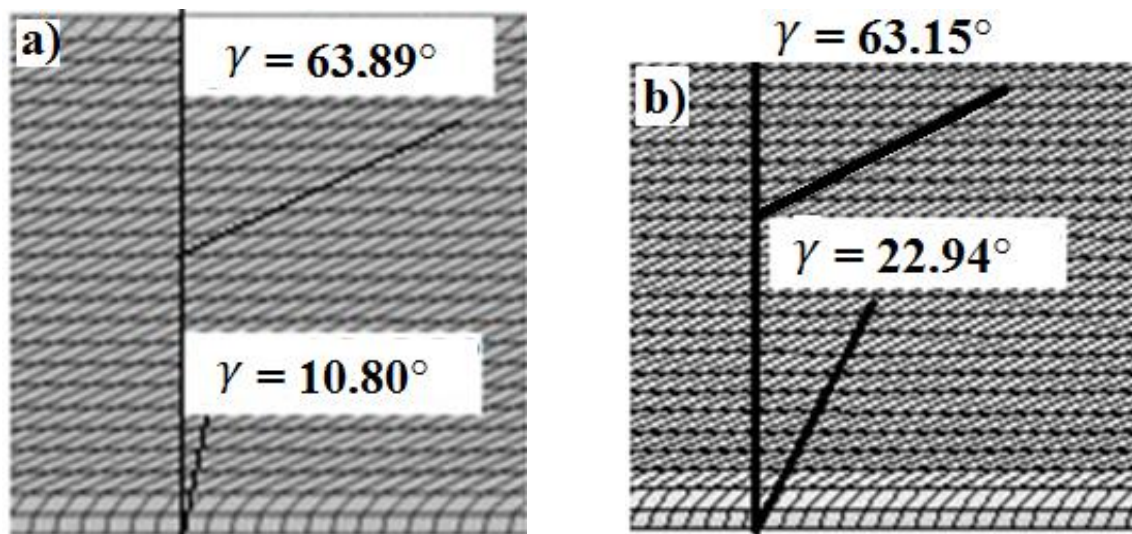 a)
γ = 63.89°
γ = 10.80°
γ = 63.15°
b)
γ = 22.94°